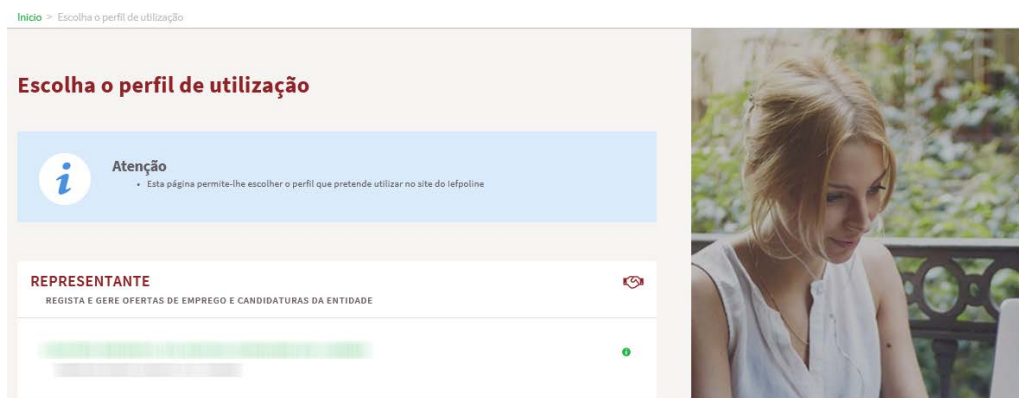 Início > Escolha o perfil de utilização
Escolha o perfil de utilização
Atenção
• Esta página permite-lhe escolher o perfil que pretende utilizar no site do Iefpoline
REPRESENTANTE
REGISTA E GERE OFERTAS DE EMPREGO E CANDIDATURAS DA ENTIDADE